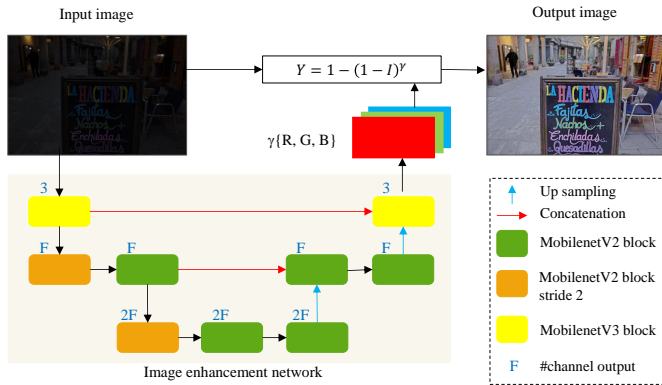 Input image
Output image
Y = 1 − (1 − I)^γ
LA HACIENDA
Fajitas
Nachos +
Enchiladas
Quesadillas
LA
HACIENDA
Fajitas
Nachos +
Enchiladas
Quesadillas
γ{R, G, B}
3
3
F
F
F
F
2F
2F
2F
Image enhancement network
Up sampling
Concatenation
MobilenetV2 block
MobilenetV2 block
stride 2
MobilenetV3 block
F #channel output